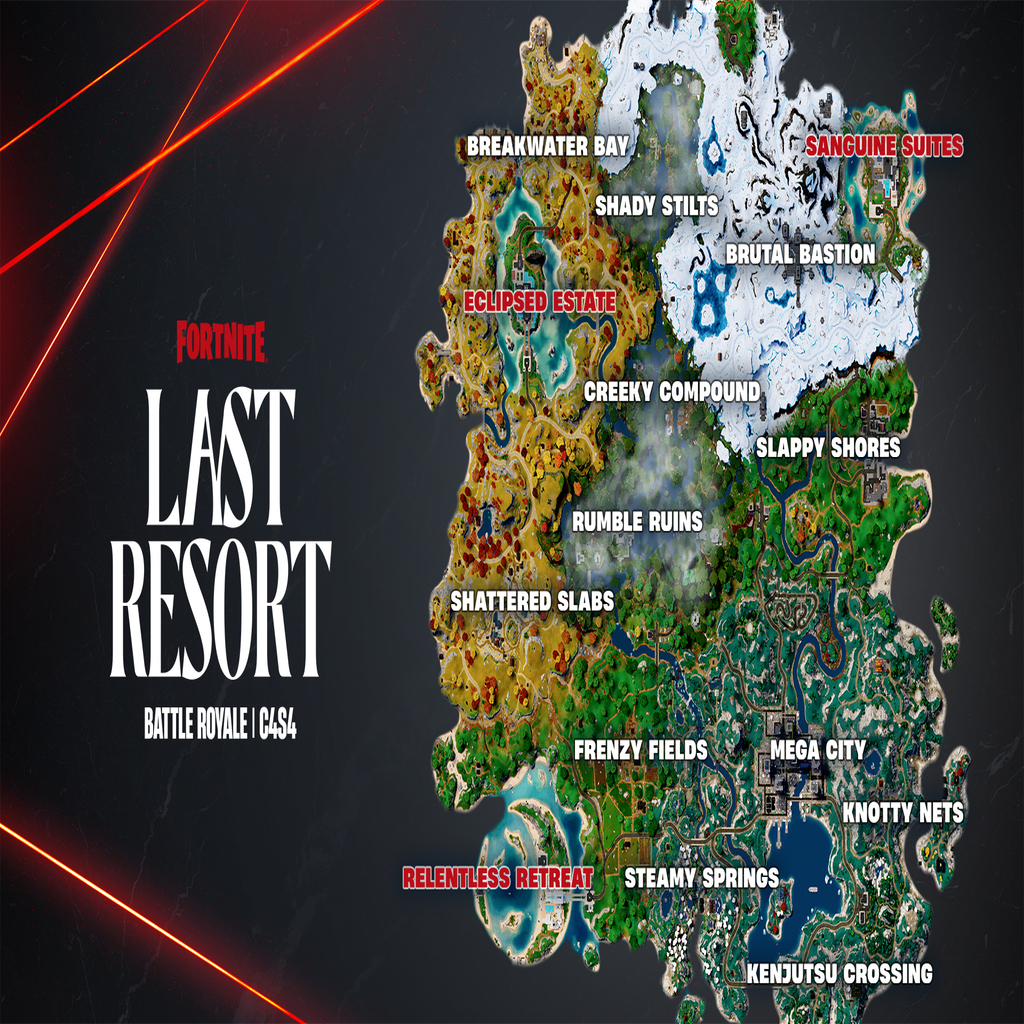 FORTNITE
LAST
RESORT
BATTLE ROYALE | C4S4
BREAKWATER BAY
SANGUINE SUITES
SHADY STILTS
BRUTAL BASTION
ECLIPSED ESTATE
CREEKY COMPOUND
SLAPPY SHORES
RUMBLE RUINS
SHATTERED SLABS
FRENZY FIELDS
MEGA CITY
KNOTTY NETS
RELENTLESS RETREAT
STEAMY SPRINGS
KENJUTSU CROSSING